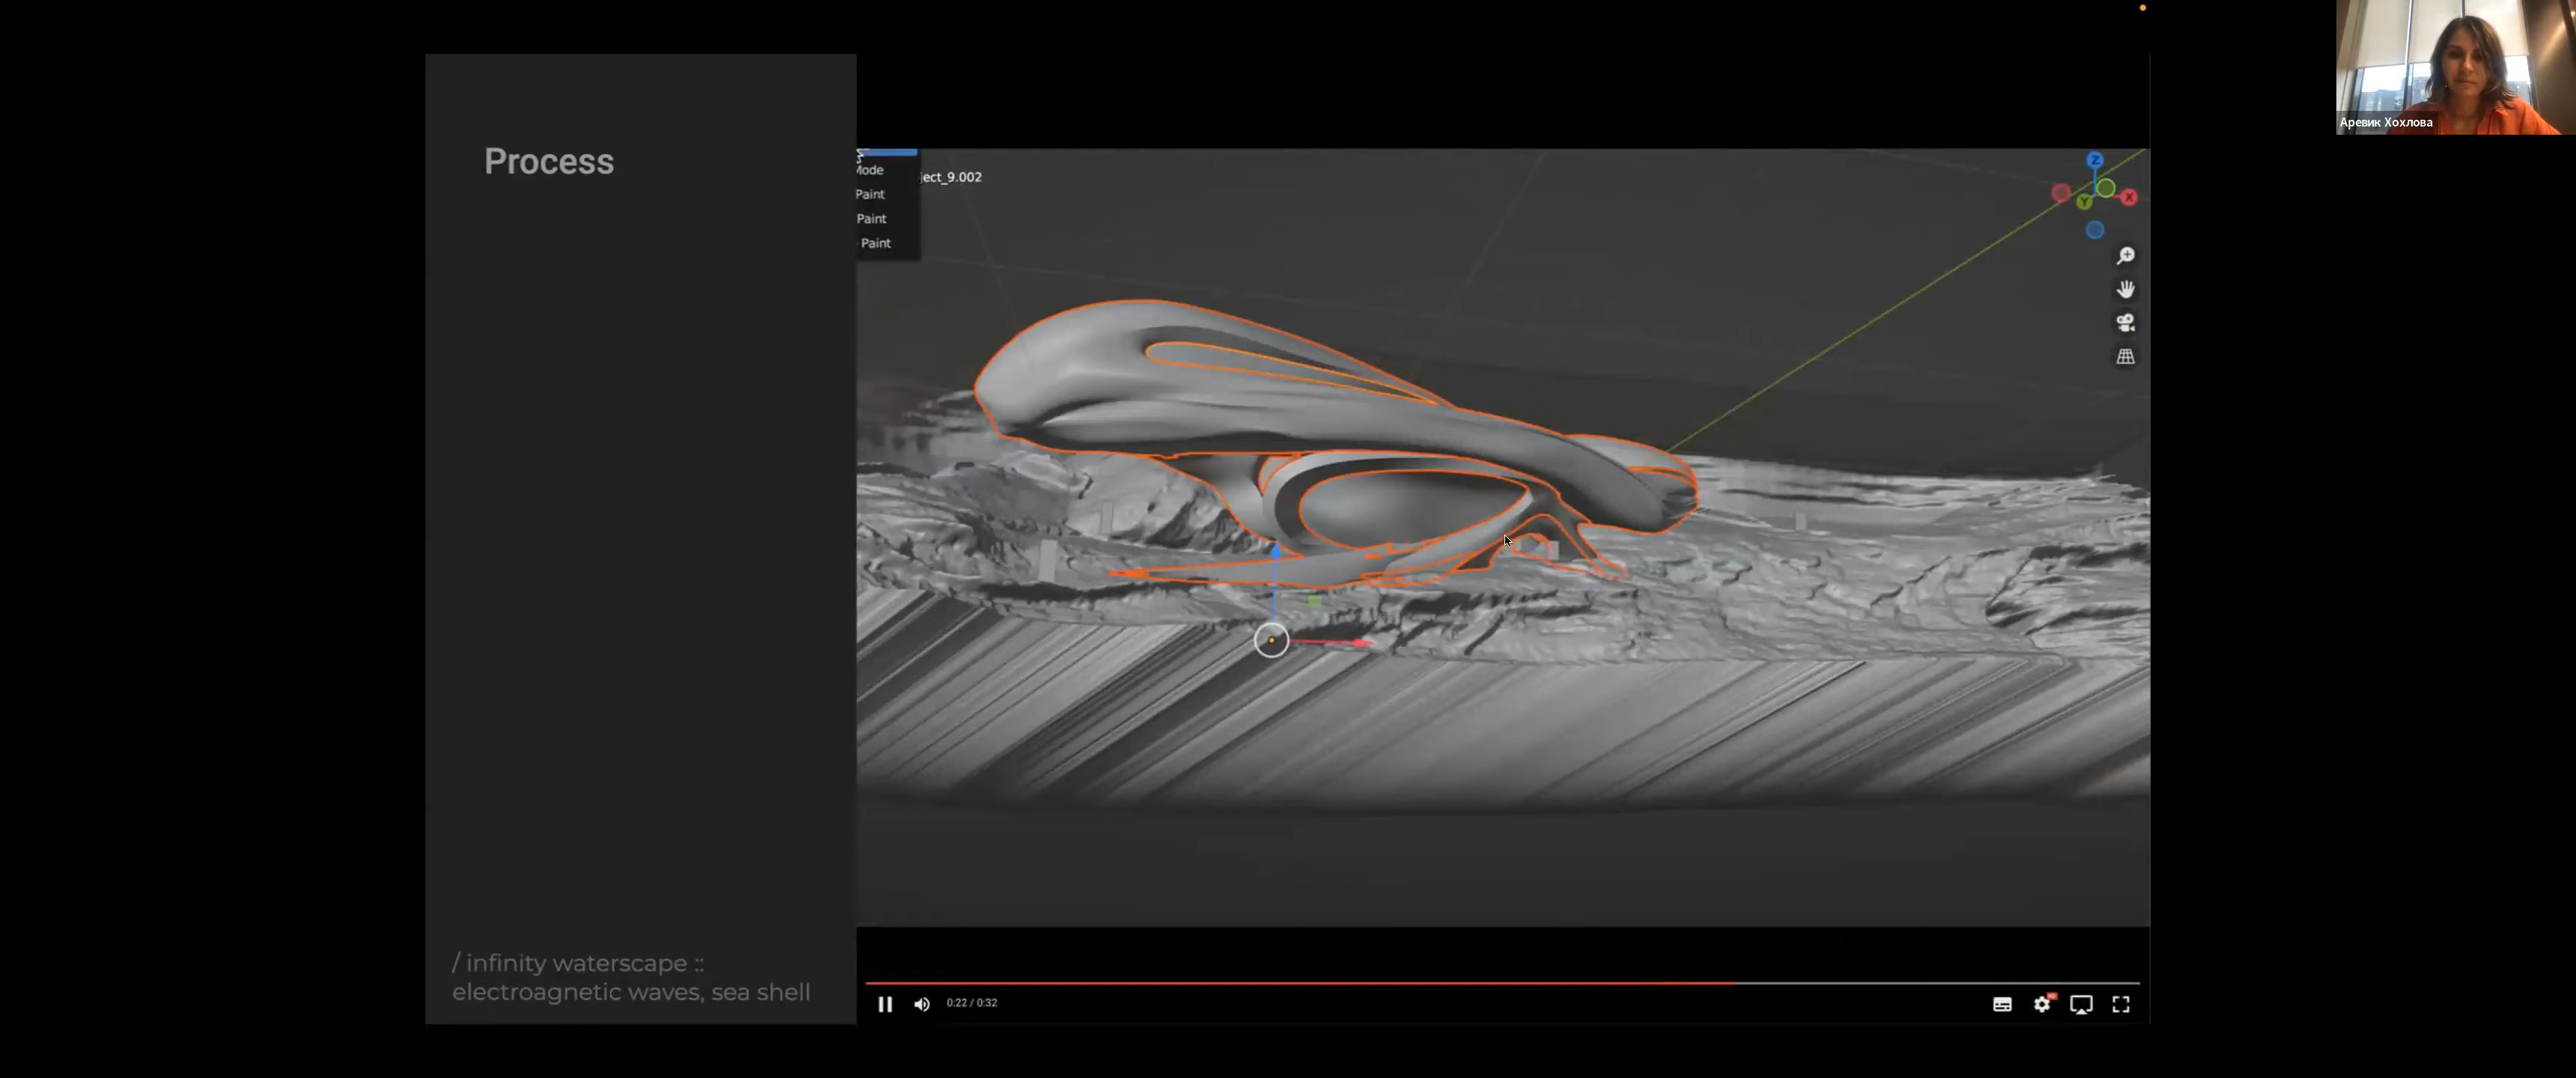 Process
Mode
Paint
Paint
Paint
ject_9.002
Z
X
Y
/ infinity waterscape ::
electroagnetic waves, sea shell
0:22 / 0:32
Аревик Хохлова